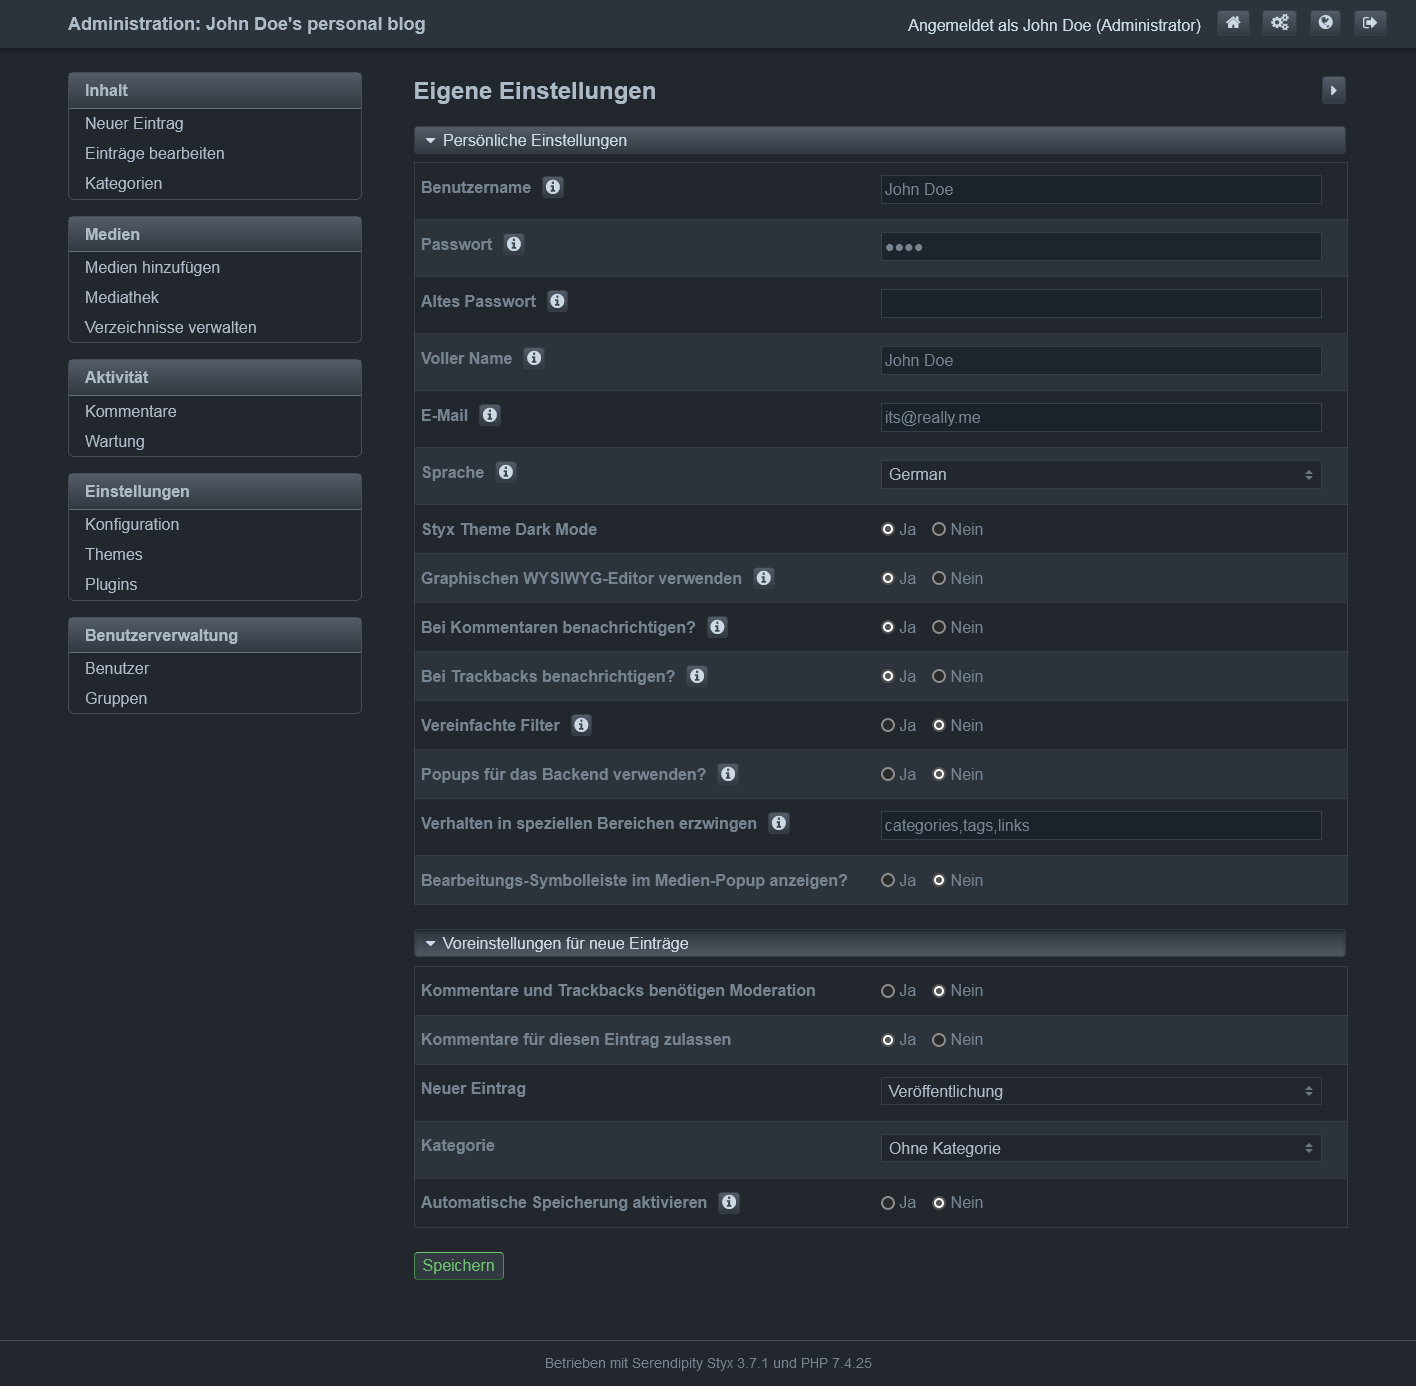 Administration: John Doe's personal blog
Angemeldet als John Doe (Administrator)
Inhalt
Neuer Eintrag
Einträge bearbeiten
Kategorien
Medien
Medien hinzufügen
Mediathek
Verzeichnisse verwalten
Aktivität
Kommentare
Wartung
Einstellungen
Konfiguration
Themes
Plugins
Benutzerverwaltung
Benutzer
Gruppen
Eigene Einstellungen
Persönliche Einstellungen
Benutzername John Doe
Passwort ●●●●
Altes Passwort
Voller Name John Doe
E-Mail its@really.me
Sprache German
Styx Theme Dark Mode Ja Nein
Graphischen WYSIWYG-Editor verwenden Ja Nein
Bei Kommentaren benachrichtigen? Ja Nein
Bei Trackbacks benachrichtigen? Ja Nein
Vereinfachte Filter Ja Nein
Popups für das Backend verwenden? Ja Nein
Verhalten in speziellen Bereichen erzwingen categories,tags,links
Bearbeitungs-Symbolleiste im Medien-Popup anzeigen? Ja Nein
Voreinstellungen für neue Einträge
Kommentare und Trackbacks benötigen Moderation Ja Nein
Kommentare für diesen Eintrag zulassen Ja Nein
Neuer Eintrag Veröffentlichung
Kategorie Ohne Kategorie
Automatische Speicherung aktivieren Ja Nein
Speichern
Betrieben mit Serendipity Styx 3.7.1 und PHP 7.4.25